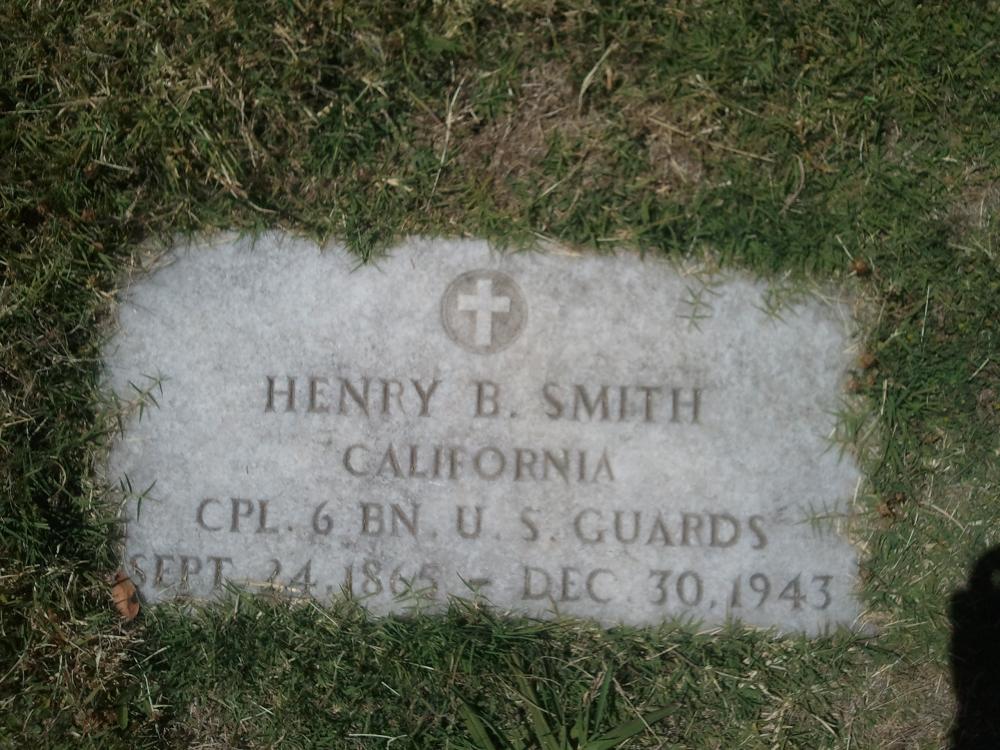 HENRY B. SMITH
CALIFORNIA
CPL. 6 BN. U. S. GUARDS
SEPT. 24, 1865 - DEC 30, 1943